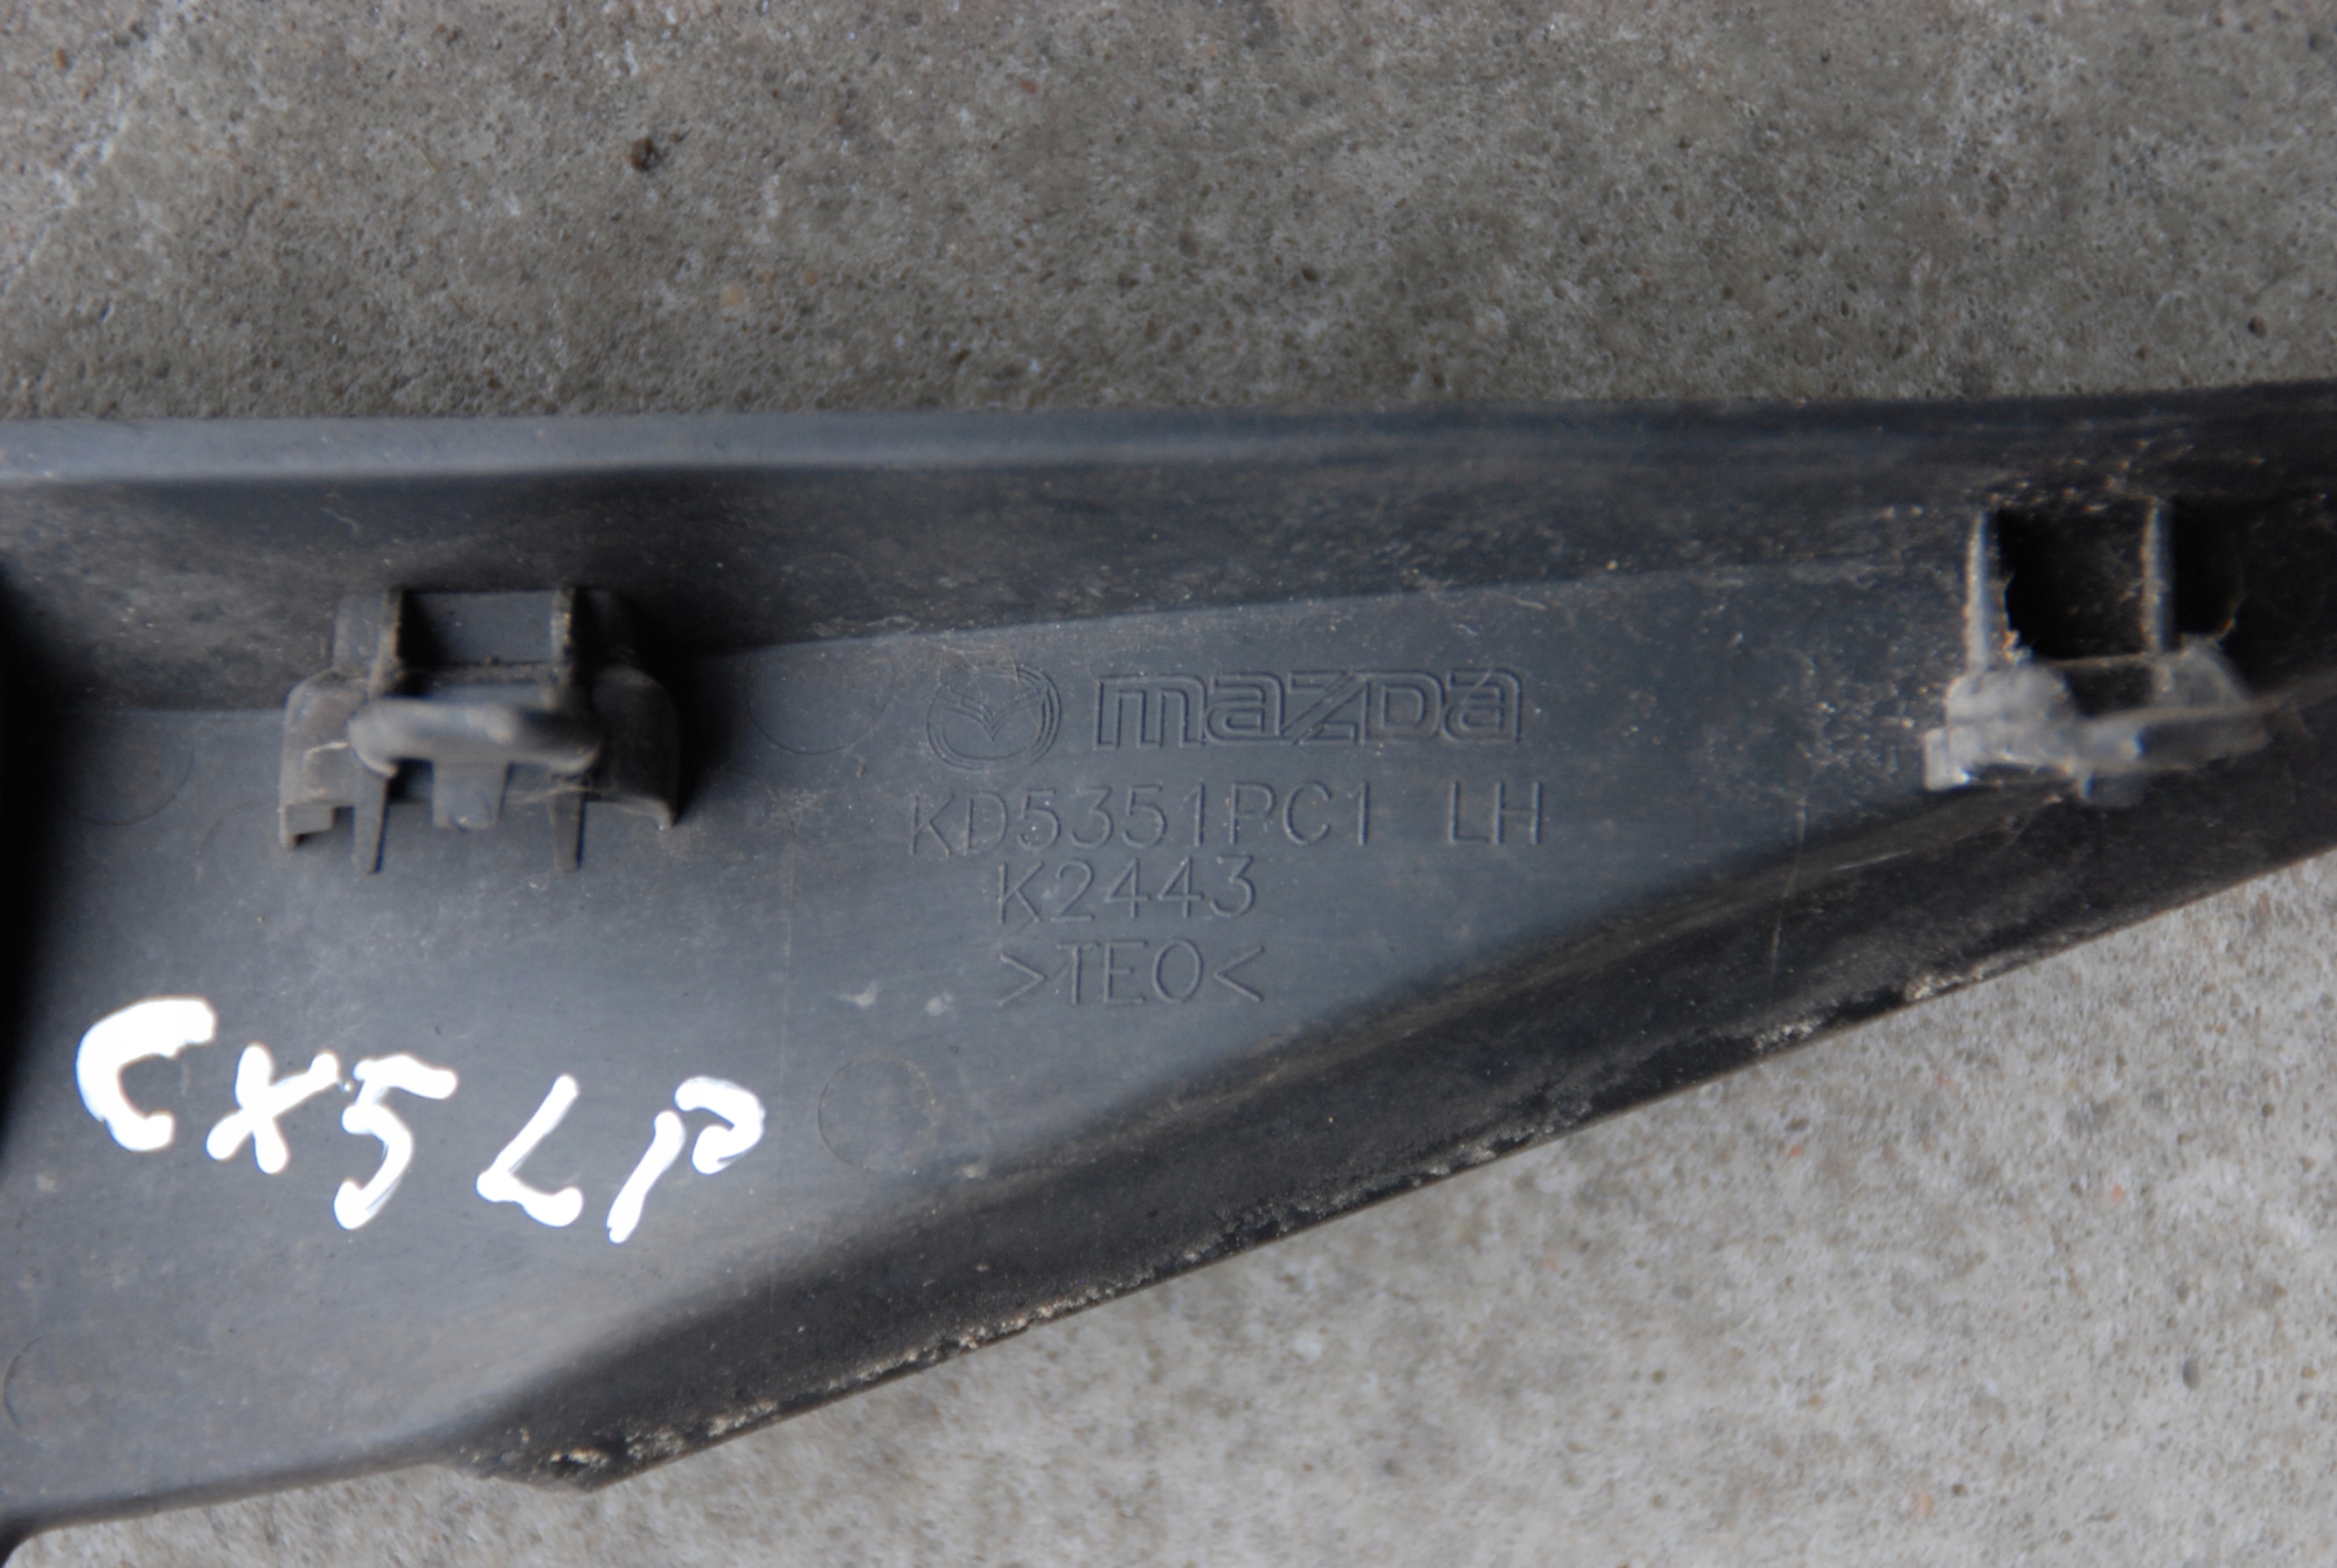 mazda
KD5351PC1 LH
K2443
>TEO<
CX5 LP